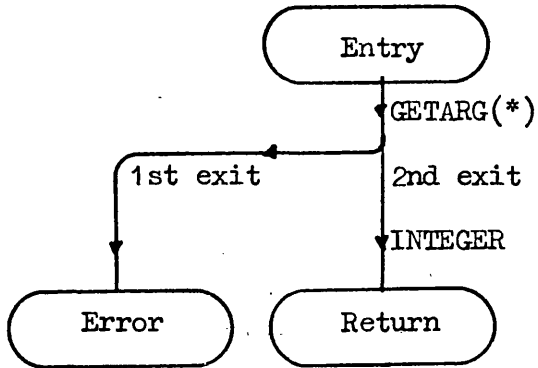 Entry
GETARG(*)
1st exit
2nd exit
INTEGER
Error
Return